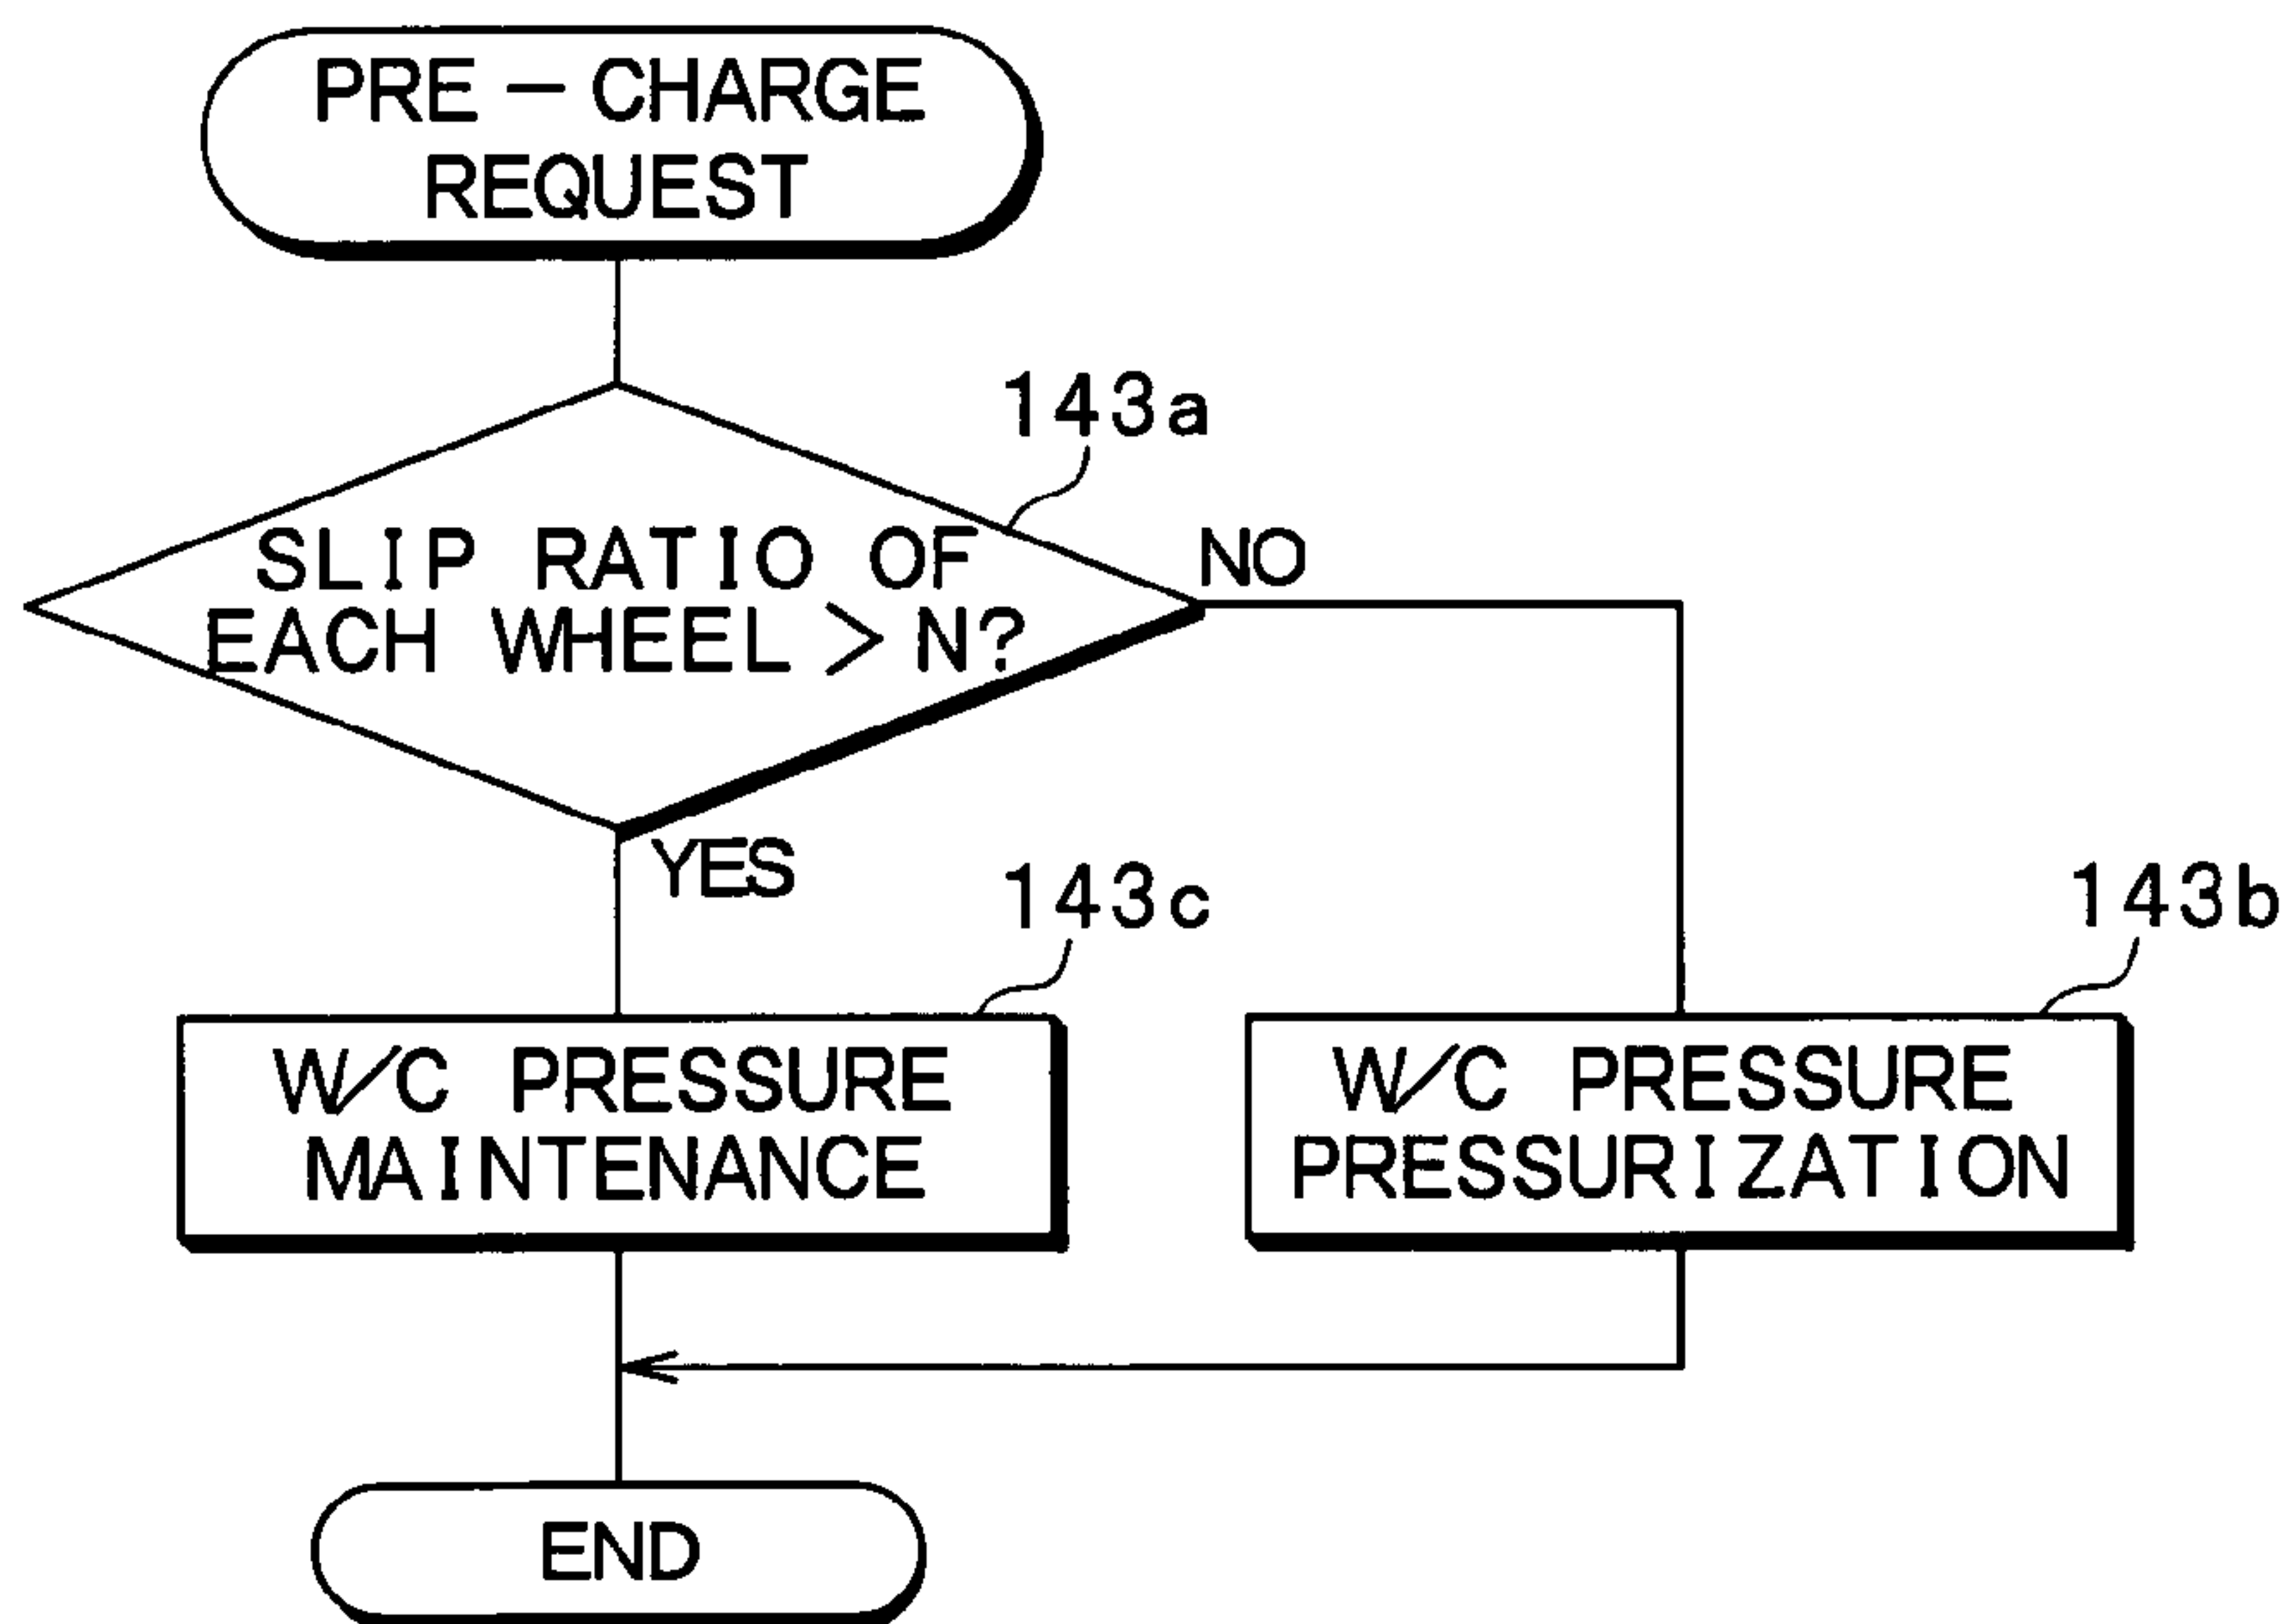 PRE-CHARGE
REQUEST
143a
SLIP RATIO OF
EACH WHEEL > N?
NO
YES
143c
143b
W/C PRESSURE
MAINTENANCE
W/C PRESSURE
PRESSURIZATION
END